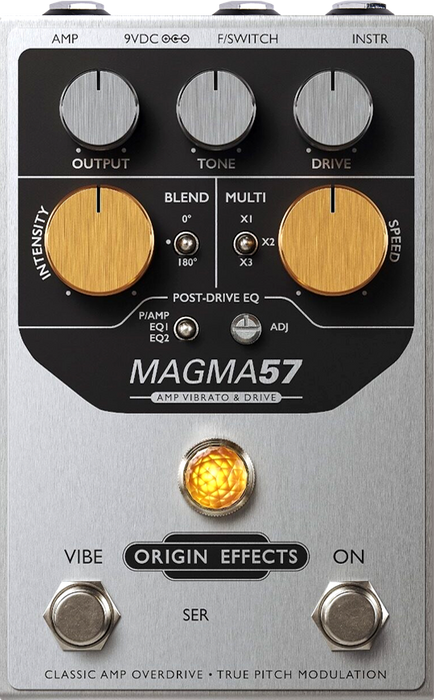 AMP 9VDC F/SWITCH INSTR
OUTPUT TONE DRIVE
INTENSITY
BLEND
0°
180°
MULTI
X1
X2
X3
SPEED
POST-DRIVE EQ
P/AMP
EQ1
EQ2
ADJ
MAGMA57
AMP VIBRATO & DRIVE
VIBE
ORIGIN EFFECTS
ON
SER
CLASSIC AMP OVERDRIVE • TRUE PITCH MODULATION